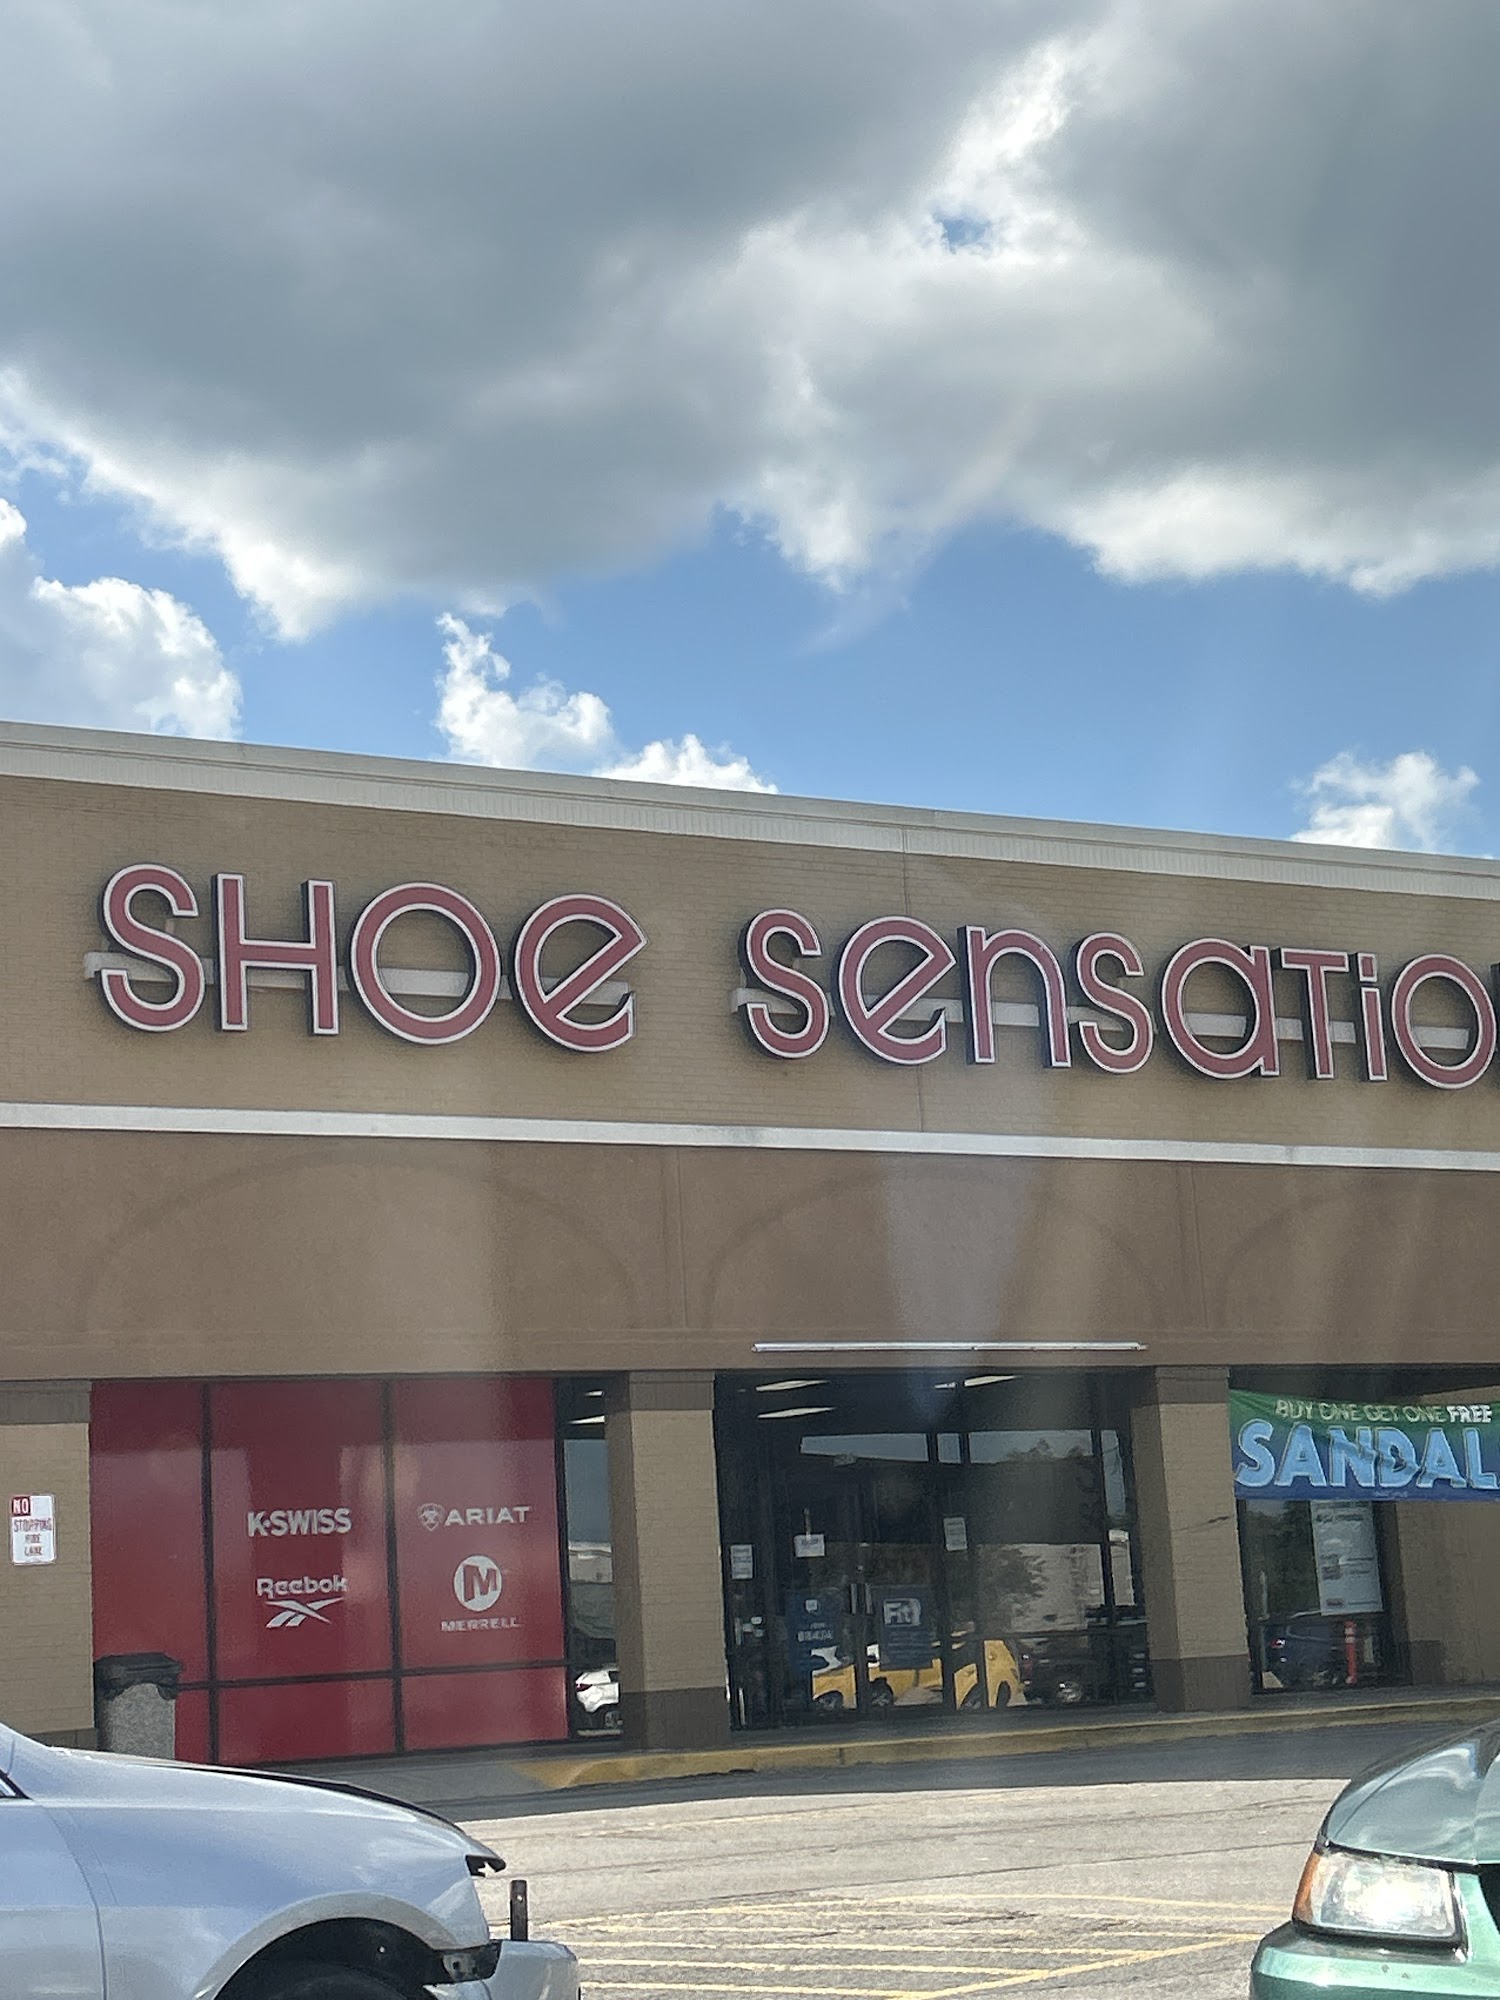 SHOe sensatio
BUY ONE GET ONE FREE
SANDAL
K·SWISS
ARIAT
Reebok
M
MERRELL
NO
STOPPING
FIRE
LANE
Fit